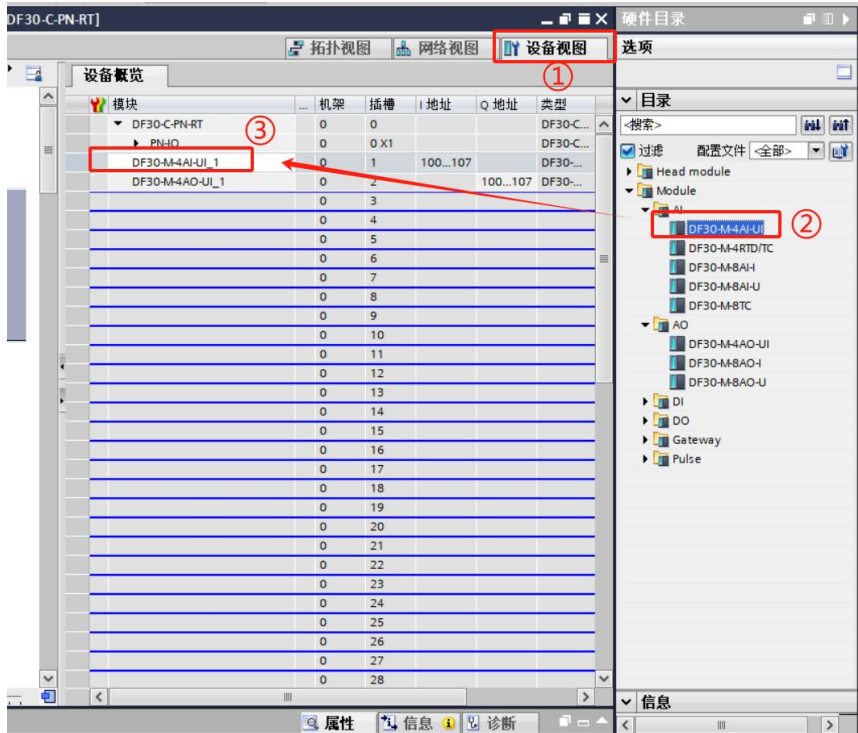 DF30-C-PN-RT]
硬件目录
拓扑视图 网络视图 设备视图
选项
①
设备概览
目录
模块 ... 机架 插槽 I 地址 Q 地址 类型
<搜索>
DF30-C-PN-RT 0 0 DF30-C...
③
过滤 配置文件 <全部>
PN-IO 0 0 X1 DF30-C...
DF30-M-4AI-UI_1 0 1 100...107 DF30-...
DF30-M-4AO-UI_1 0 2 100...107 DF30-...
0 3
0 4
0 5
0 6
0 7
0 8
0 9
0 10
0 11
0 12
0 13
0 14
0 15
0 16
0 17
0 18
0 19
0 20
0 21
0 22
0 23
0 24
0 25
0 26
0 27
0 28
Head module
Module
AI
DF30-M-4AI-UI
②
DF30-M-4RTD/TC
DF30-M-8AI-I
DF30-M-8AI-U
DF30-M-8TC
AO
DF30-M-4AO-UI
DF30-M-8AO-I
DF30-M-8AO-U
DI
DO
Gateway
Pulse
信息
属性 信息 诊断